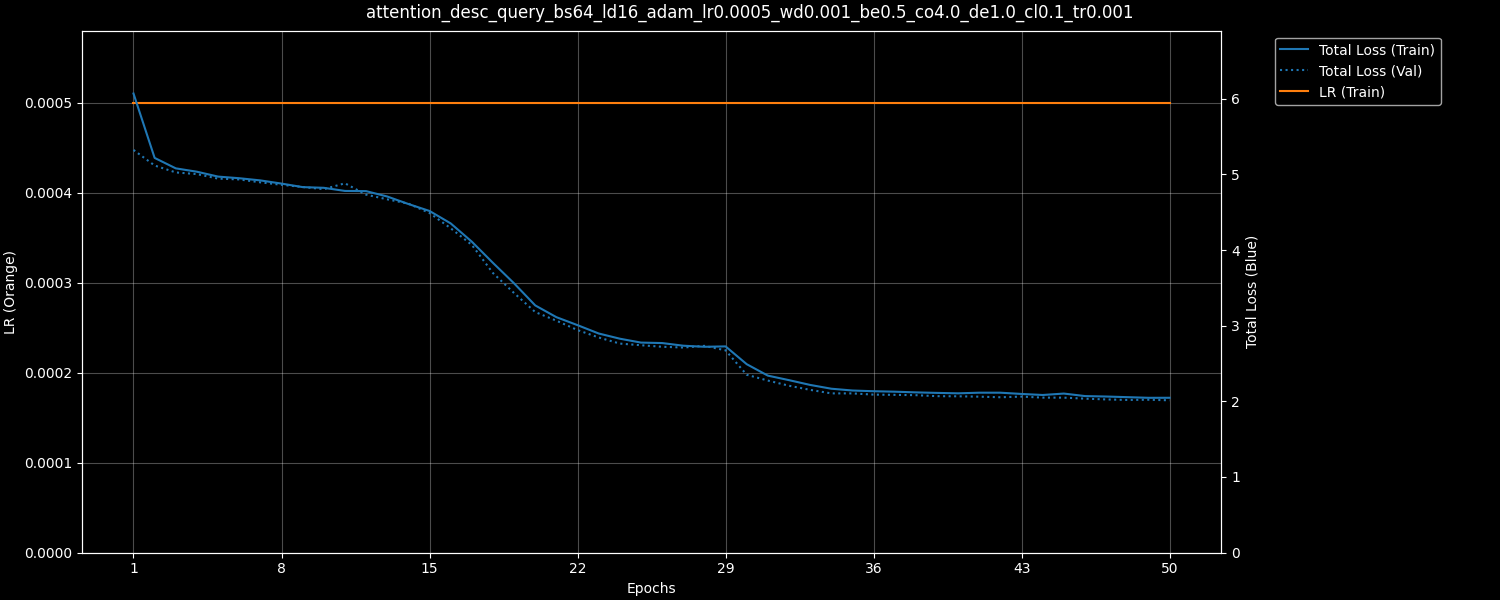 attention_desc_query_bs64_ld16_adam_lr0.0005_wd0.001_be0.5_co4.0_de1.0_cl0.1_tr0.001
Total Loss (Train)
Total Loss (Val)
LR (Train)
LR (Orange)
0.0005
0.0004
0.0003
0.0002
0.0001
0.0000
6
5
4
3
2
1
0
Total Loss (Blue)
1 8 15 22 29 36 43 50
Epochs